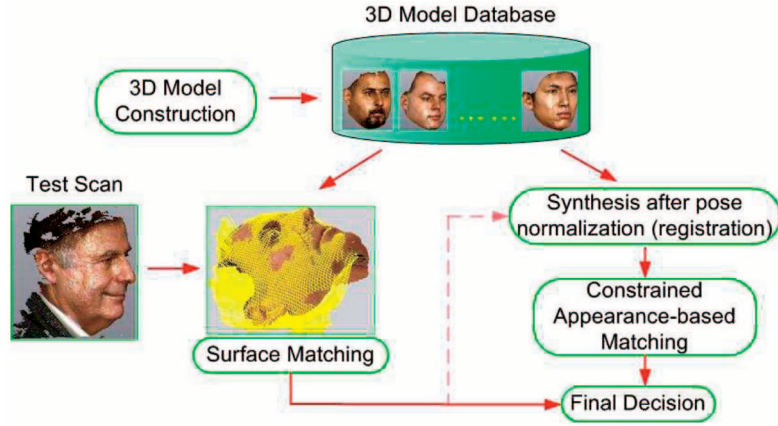 3D Model Database
3D Model
Construction
Test Scan
Synthesis after pose
normalization (registration)
Constrained
Appearance-based
Matching
Surface Matching
Final Decision